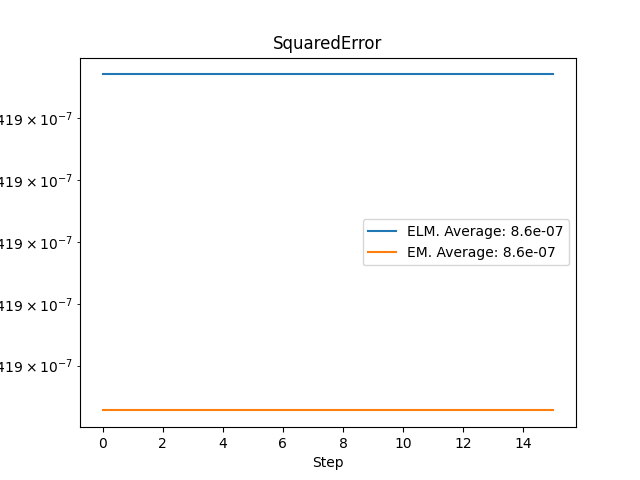 SquaredError
419 × 10⁻⁷
419 × 10⁻⁷
419 × 10⁻⁷
419 × 10⁻⁷
419 × 10⁻⁷
ELM. Average: 8.6e-07
EM. Average: 8.6e-07
0 2 4 6 8 10 12 14
Step